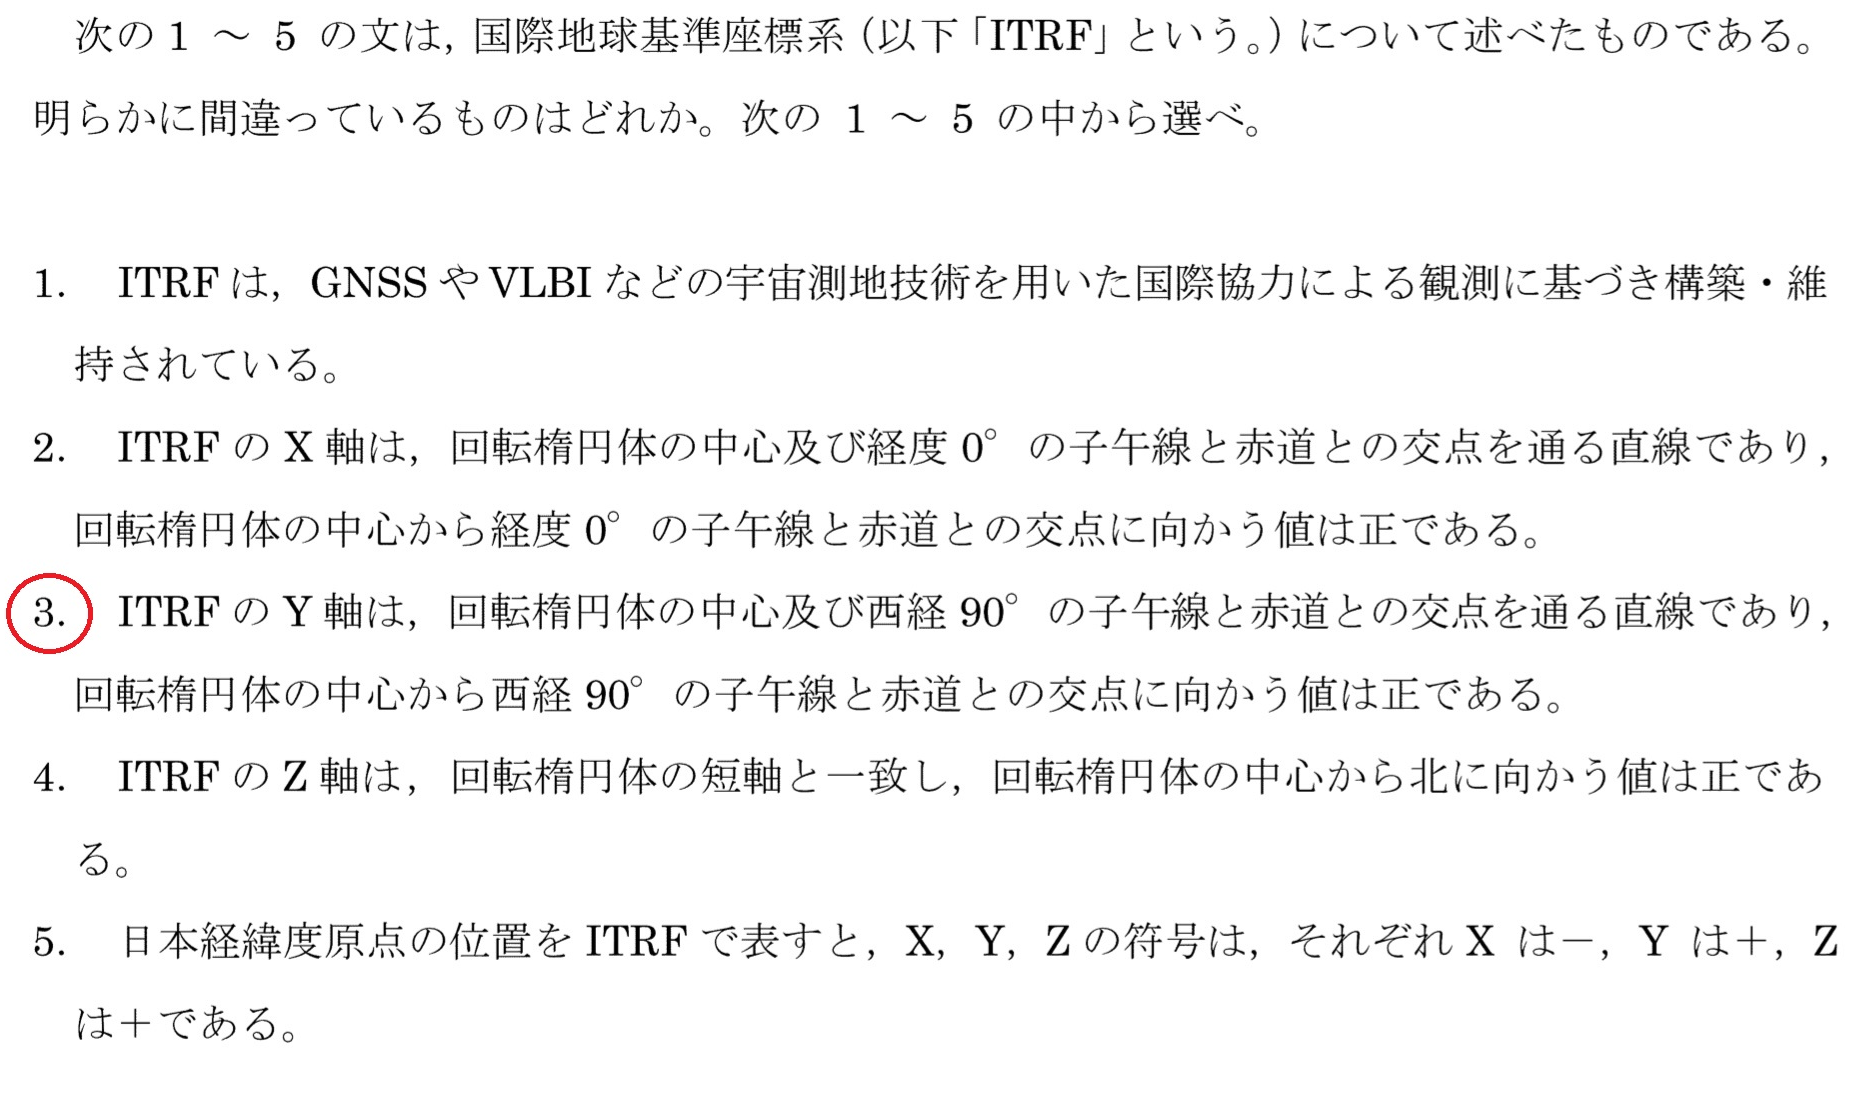 次の 1 ～ 5 の文は，国際地球基準座標系（以下「ITRF」という。）について述べたものである。
明らかに間違っているものはどれか。次の 1 ～ 5 の中から選べ。
1. ITRF は，GNSS や VLBI などの宇宙測地技術を用いた国際協力による観測に基づき構築・維
持されている。
2. ITRF の X 軸は，回転楕円体の中心及び経度 0° の子午線と赤道との交点を通る直線であり，
回転楕円体の中心から経度 0° の子午線と赤道との交点に向かう値は正である。
3. ITRF の Y 軸は，回転楕円体の中心及び西経 90° の子午線と赤道との交点を通る直線であり，
回転楕円体の中心から西経 90° の子午線と赤道との交点に向かう値は正である。
4. ITRF の Z 軸は，回転楕円体の短軸と一致し，回転楕円体の中心から北に向かう値は正であ
る。
5. 日本経緯度原点の位置を ITRF で表すと，X，Y，Z の符号は，それぞれ X は－，Y は＋，Z
は＋である。